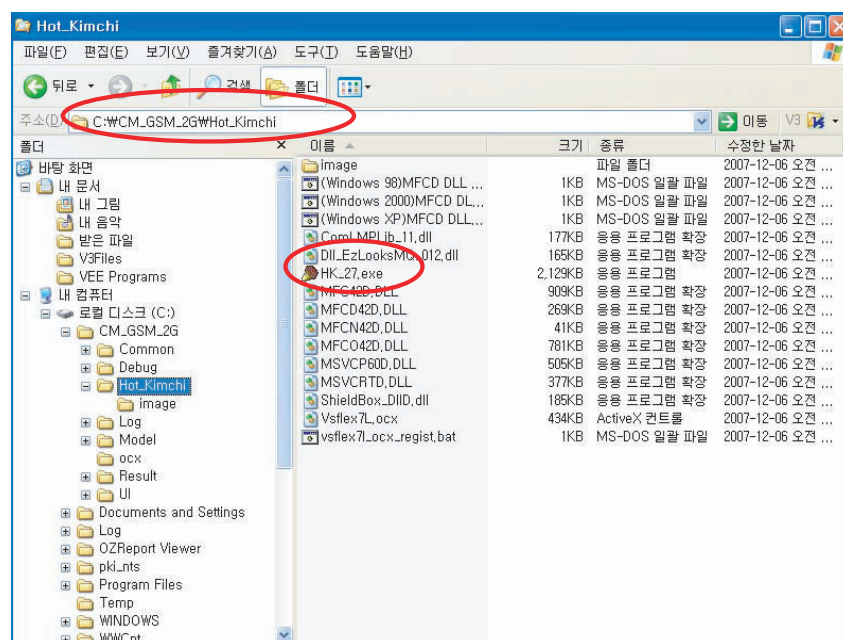 Hot_Kimchi
파일(F) 편집(E) 보기(V) 즐겨찾기(A) 도구(T) 도움말(H)
뒤로 검색 폴더
주소(D) C:₩CM_GSM_2G₩Hot_Kimchi 이동 V3
폴더 이름 크기 종류 수정한 날짜
바탕 화면
내 문서
내 그림
내 음악
받은 파일
V3Files
VEE Programs
내 컴퓨터
로컬 디스크 (C:)
CM_GSM_2G
Common
Debug
Hot_Kimchi
image
Log
Model
ocx
Result
UI
Documents and Settings
Log
OZReport Viewer
pki_nts
Program Files
Temp
WINDOWS
image 파일 폴더 2007-12-06 오전 ...
(Windows 98)MFCD DLL ... 1KB MS-DOS 일괄 파일 2007-12-06 오전 ...
(Windows 2000)MFCD DL... 1KB MS-DOS 일괄 파일 2007-12-06 오전 ...
(Windows XP)MFCD DLL... 1KB MS-DOS 일괄 파일 2007-12-06 오전 ...
177KB 응용 프로그램 확장 2007-12-06 오전 ...
165KB 응용 프로그램 확장 2007-12-06 오전 ...
HK_27.exe 2,129KB 응용 프로그램 2007-12-06 오전 ...
MFC42D.DLL 909KB 응용 프로그램 확장 2007-12-06 오전 ...
MFCD42D.DLL 269KB 응용 프로그램 확장 2007-12-06 오전 ...
MFCN42D.DLL 41KB 응용 프로그램 확장 2007-12-06 오전 ...
MFCO42D.DLL 781KB 응용 프로그램 확장 2007-12-06 오전 ...
MSVCP60D.DLL 505KB 응용 프로그램 확장 2007-12-06 오전 ...
MSVCRTD.DLL 377KB 응용 프로그램 확장 2007-12-06 오전 ...
ShieldBox_DllD.dll 185KB 응용 프로그램 확장 2007-12-06 오전 ...
Vsflex7L.ocx 434KB ActiveX 컨트롤 2007-12-06 오전 ...
vsflex7l_ocx_regist.bat 1KB MS-DOS 일괄 파일 2007-12-06 오전 ...